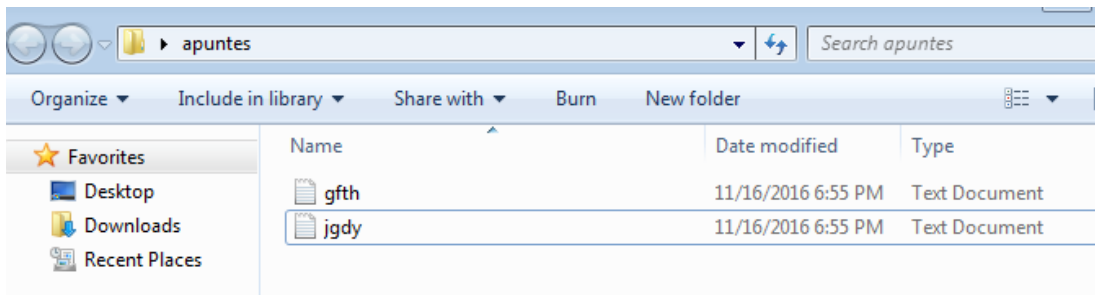 apuntes
Search apuntes
Organize Include in library Share with Burn New folder
Name Date modified Type
Favorites
Desktop
Downloads
Recent Places
gfth 11/16/2016 6:55 PM Text Document
jgdy 11/16/2016 6:55 PM Text Document